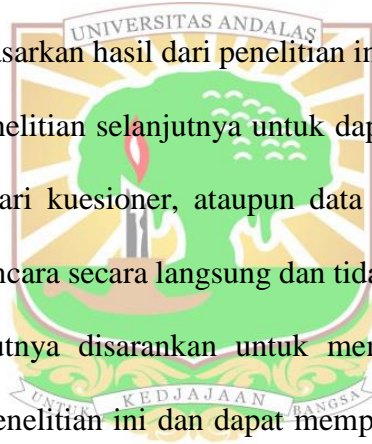 UNIVERSITAS ANDALAS
asarkan hasil dari penelitian in
nelitian selanjutnya untuk dap
ari kuesioner, ataupun data
ncara secara langsung dan tida
utnya disarankan untuk mer
UNTUK KEDJAJAAN BANGSA
enelitian ini dan dapat memp